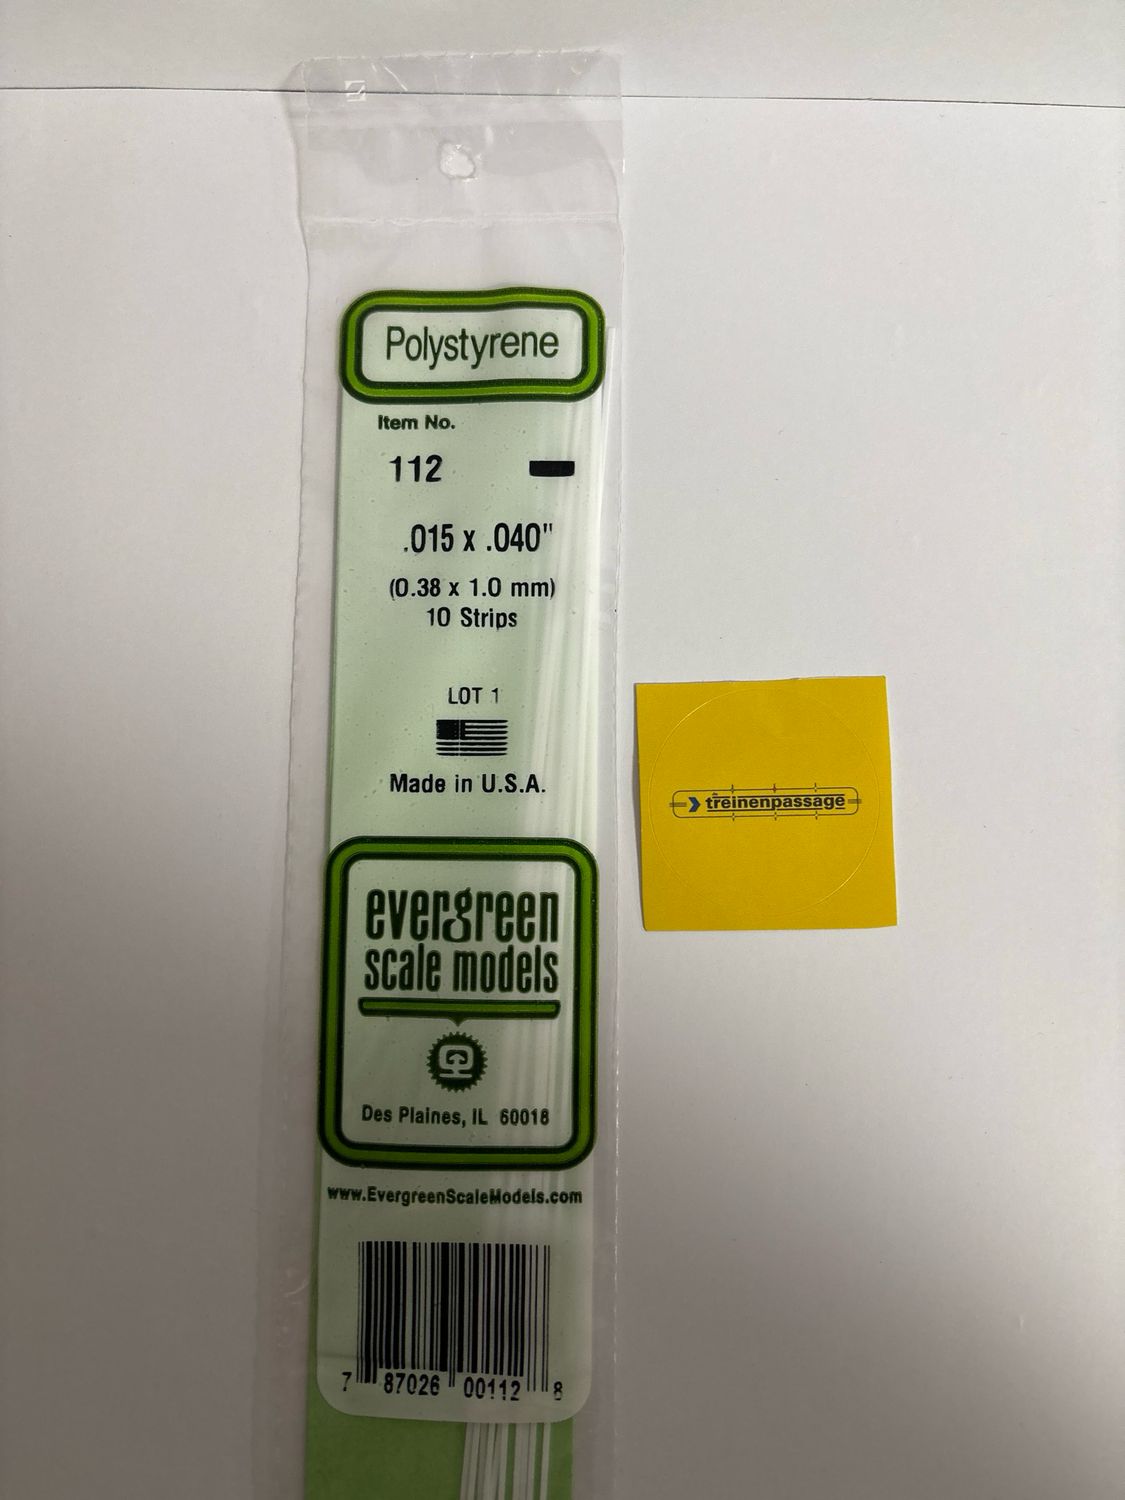 Polystyrene
Item No.
112
.015 x .040"
(0.38 x 1.0 mm)
10 Strips
LOT 1
Made in U.S.A.
evergreen
scale models
Des Plaines, IL 60018
www.EvergreenScaleModels.com
7 87026 00112 8
de
treinenpassage